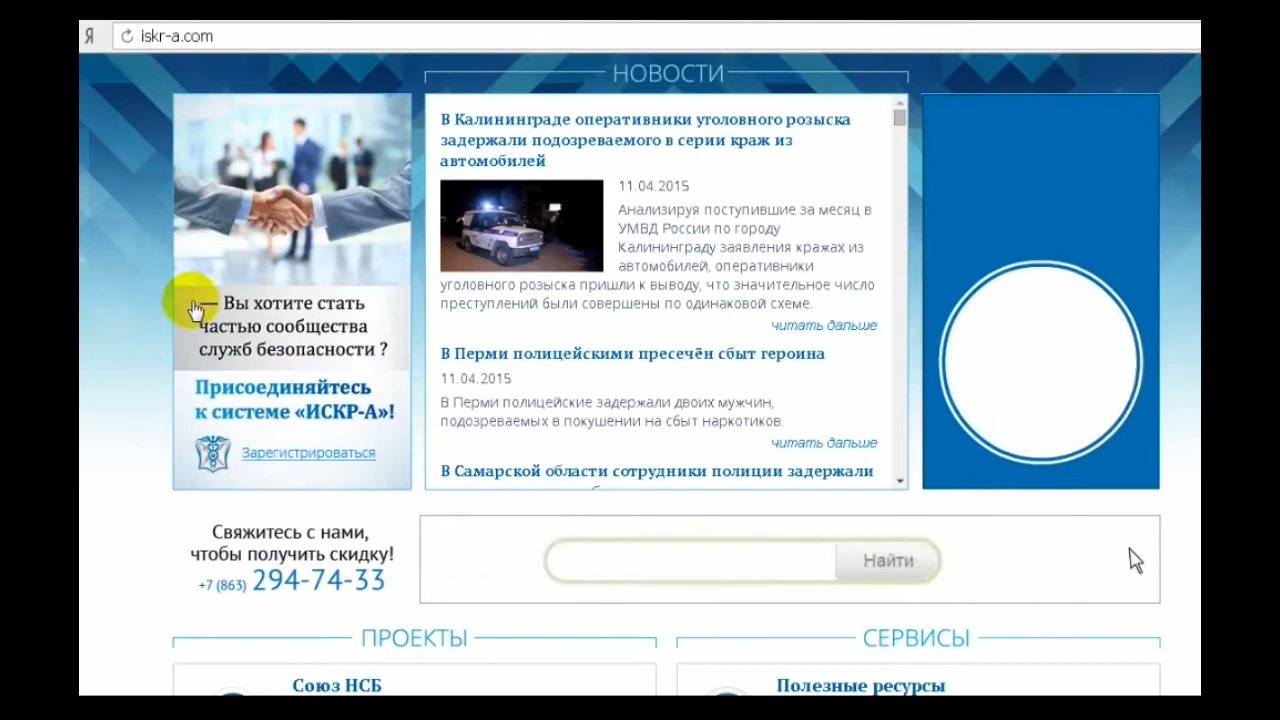 Я iskr-a.com
НОВОСТИ
— Вы хотите стать
частью сообщества
служб безопасности ?
Присоединяйтесь
к системе «ИСКР-А»!
Зарегистрироваться
В Калининграде оперативники уголовного розыска
задержали подозреваемого в серии краж из
автомобилей
11.04.2015
Анализируя поступившие за месяц в
УМВД России по городу
Калининграду заявления кражах из
автомобилей, оперативники
уголовного розыска пришли к выводу, что значительное число
преступлений были совершены по одинаковой схеме.
читать дальше
В Перми полицейскими пресечён сбыт героина
11.04.2015
В Перми полицейские задержали двоих мужчин,
подозреваемых в покушении на сбыт наркотиков.
читать дальше
В Самарской области сотрудники полиции задержали
Свяжитесь с нами,
чтобы получить скидку!
+7 (863) 294-74-33
Найти
ПРОЕКТЫ
СЕРВИСЫ
Союз НСБ
Полезные ресурсы